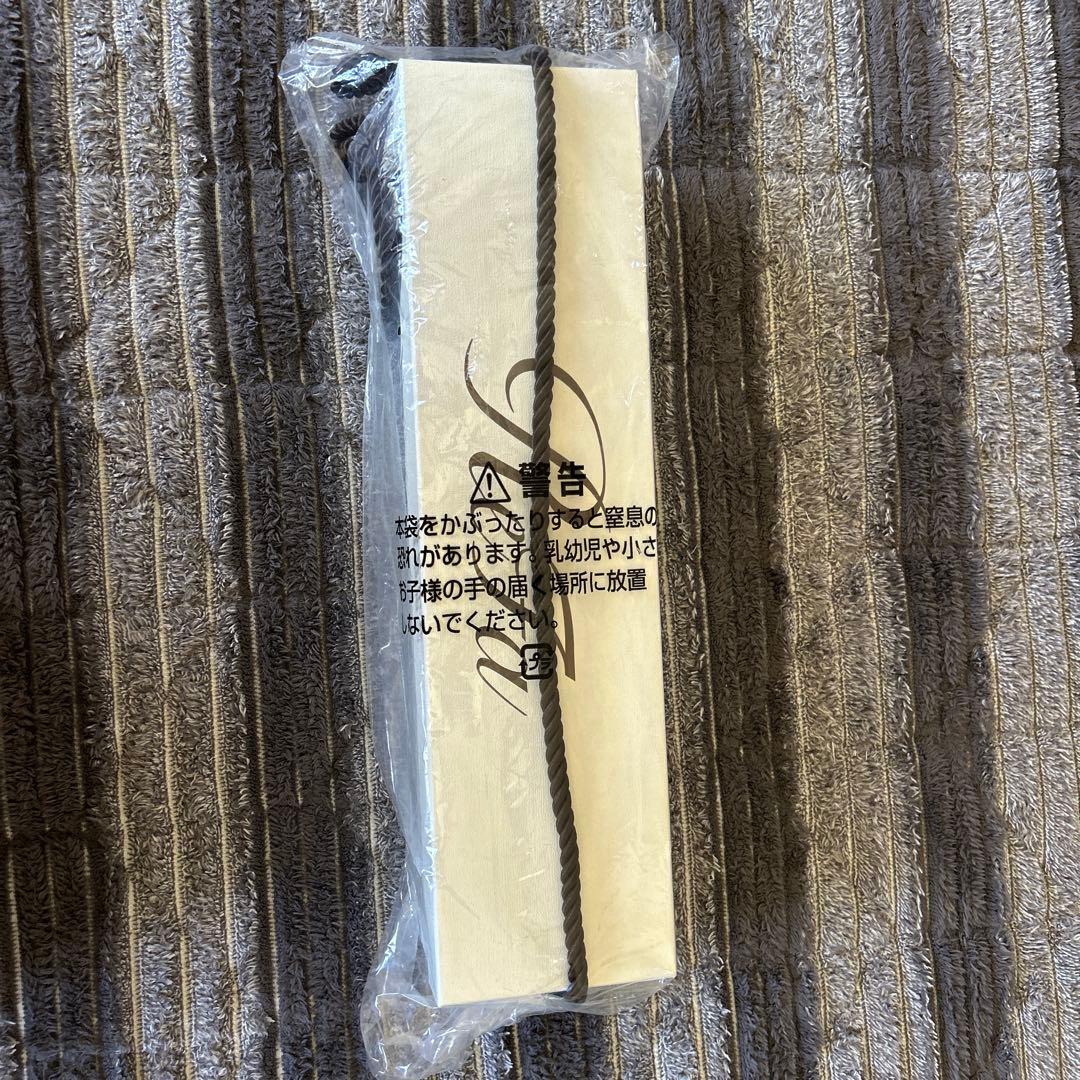 警告
本袋をかぶったりすると窒息の
恐れがあります。乳幼児や小さ
お子様の手の届く場所に放置
しないでください。
プラ